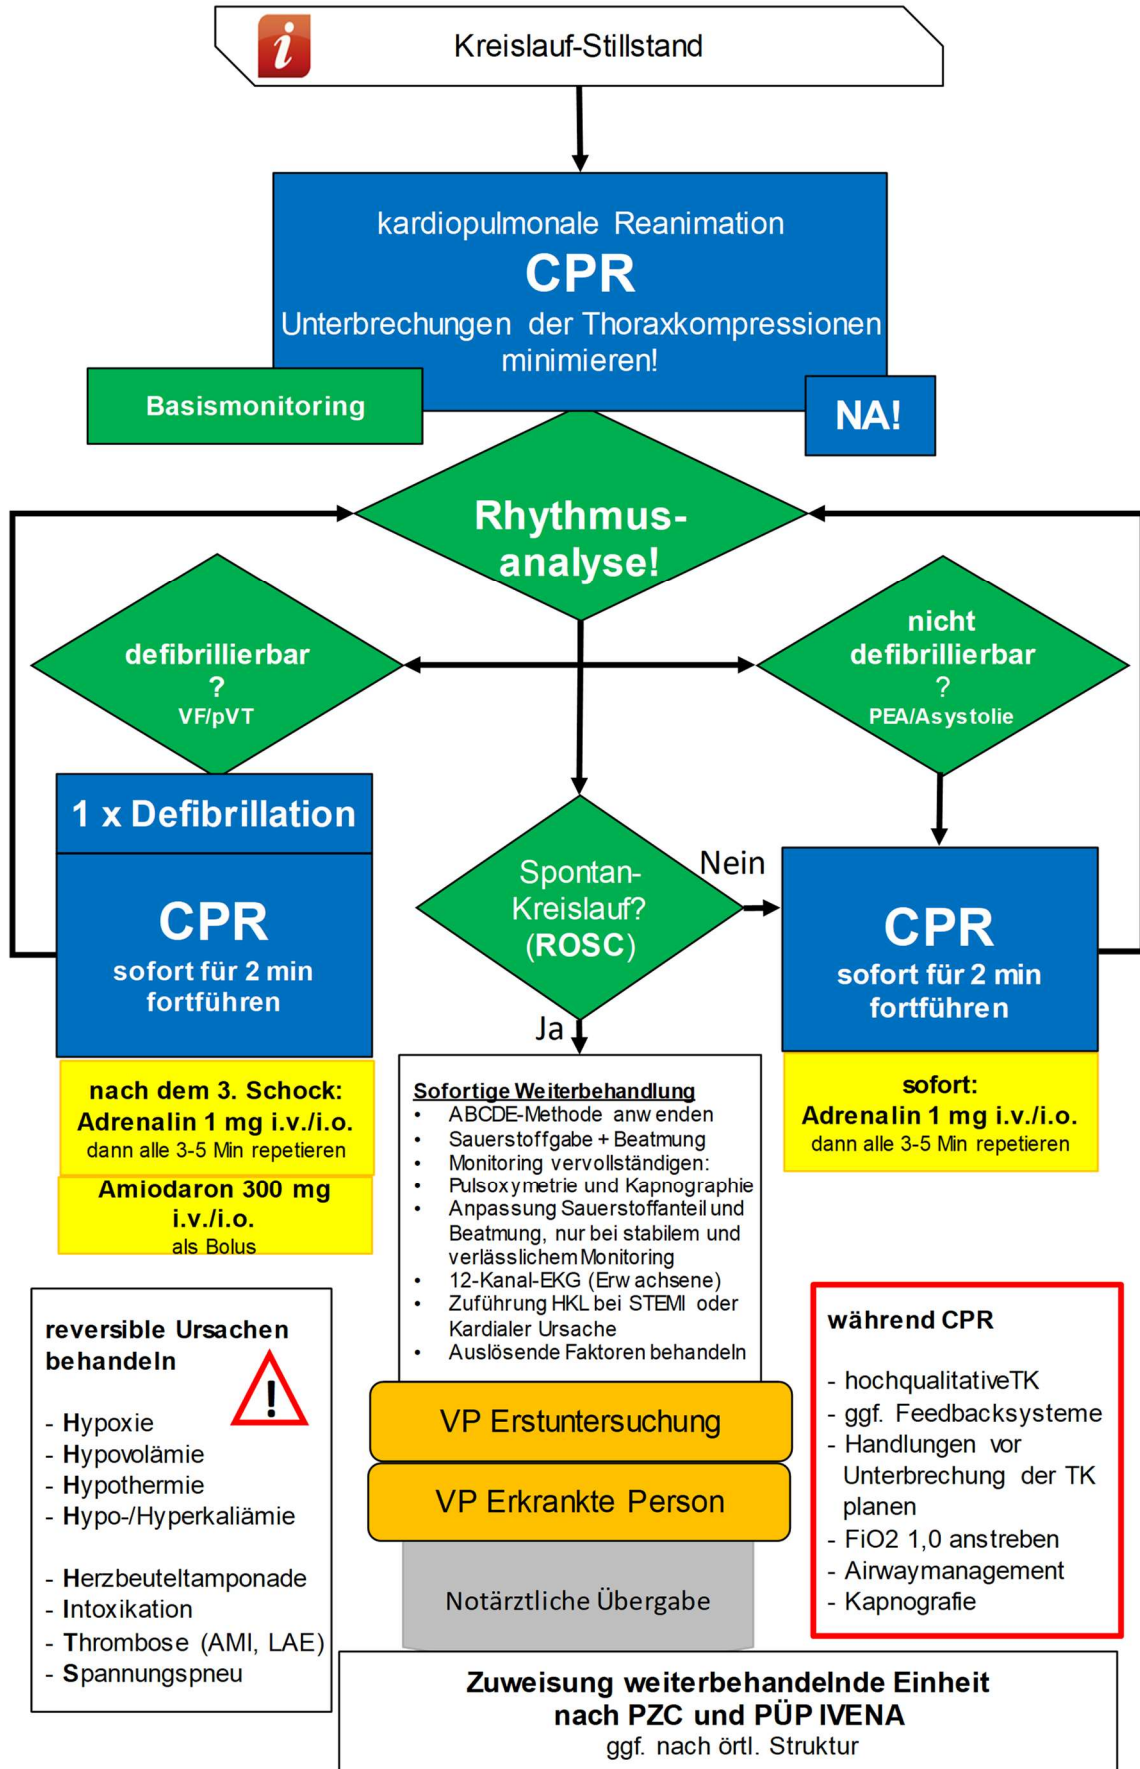 i
Kreislauf-Stillstand
kardiopulmonale Reanimation
CPR
Unterbrechungen der Thoraxkompressionen
minimieren!
Basismonitoring
NA!
Rhythmus-
analyse!
defibrillierbar
?
VF/pVT
nicht
defibrillierbar
?
PEA/Asystolie
1 x Defibrillation
CPR
sofort für 2 min
fortführen
Spontan-
Kreislauf?
(ROSC)
Nein
Ja
CPR
sofort für 2 min
fortführen
nach dem 3. Schock:
Adrenalin 1 mg i.v./i.o.
dann alle 3-5 Min repetieren
Amiodaron 300 mg
i.v./i.o.
als Bolus
Sofortige Weiterbehandlung
• ABCDE-Methode anwenden
• Sauerstoffgabe + Beatmung
• Monitoring vervollständigen:
• Pulsoxymetrie und Kapnographie
• Anpassung Sauerstoffanteil und
Beatmung, nur bei stabilem und
verlässlichem Monitoring
• 12-Kanal-EKG (Erwachsene)
• Zuführung HKL bei STEMI oder
Kardialer Ursache
• Auslösende Faktoren behandeln
sofort:
Adrenalin 1 mg i.v./i.o.
dann alle 3-5 Min repetieren
reversible Ursachen
behandeln
!
- Hypoxie
- Hypovolämie
- Hypothermie
- Hypo-/Hyperkaliämie
- Herzbeuteltamponade
- Intoxikation
- Thrombose (AMI, LAE)
- Spannungspneu
VP Erstuntersuchung
VP Erkrankte Person
Notärztliche Übergabe
während CPR
- hochqualitativeTK
- ggf. Feedbacksysteme
- Handlungen vor
Unterbrechung der TK
planen
- FiO2 1,0 anstreben
- Airwaymanagement
- Kapnografie
Zuweisung weiterbehandelnde Einheit
nach PZC und PÜP IVENA
ggf. nach örtl. Struktur